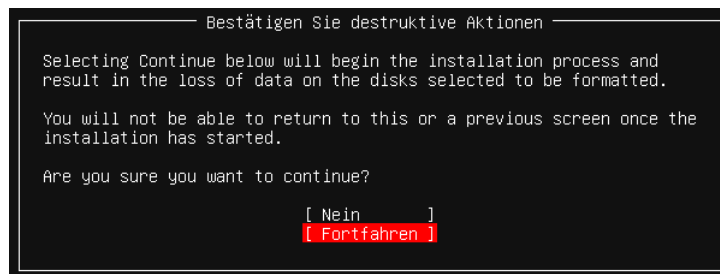 Bestätigen Sie destruktive Aktionen
Selecting Continue below will begin the installation process and
result in the loss of data on the disks selected to be formatted.
You will not be able to return to this or a previous screen once the
installation has started.
Are you sure you want to continue?
[ Nein ]
[ Fortfahren ]